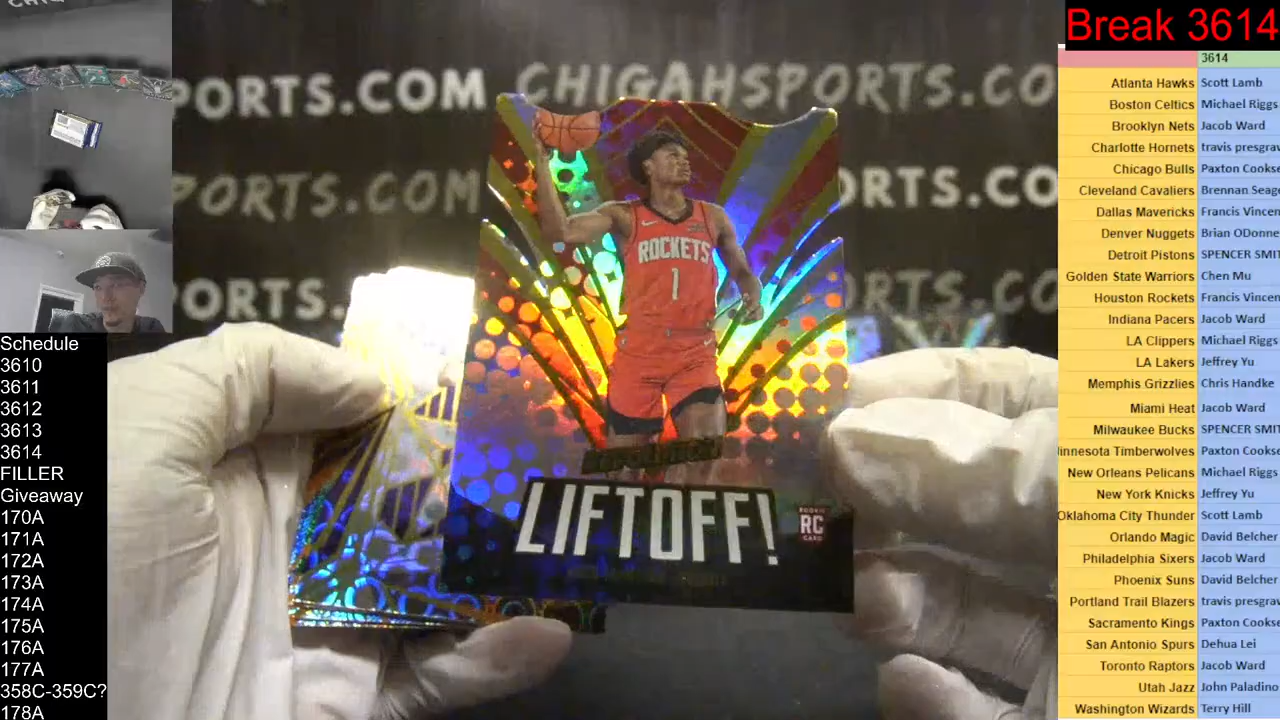 Break 3614
3614
Atlanta Hawks Scott Lamb
Boston Celtics Michael Riggs
Brooklyn Nets Jacob Ward
Charlotte Hornets travis presgrav
Chicago Bulls Paxton Cookse
Cleveland Cavaliers Brennan Seag
Dallas Mavericks Francis Vincen
Denver Nuggets Brian ODonne
Detroit Pistons SPENCER SMIT
Golden State Warriors Chen Mu
Houston Rockets Francis Vincen
Indiana Pacers Jacob Ward
LA Clippers Michael Riggs
LA Lakers Jeffrey Yu
Memphis Grizzlies Chris Handke
Miami Heat Jacob Ward
Milwaukee Bucks SPENCER SMIT
innesota Timberwolves Paxton Cookse
New Orleans Pelicans Michael Riggs
New York Knicks Jeffrey Yu
Oklahoma City Thunder Scott Lamb
Orlando Magic David Belcher
Philadelphia Sixers Jacob Ward
Phoenix Suns David Belcher
Portland Trail Blazers travis presgrav
Sacramento Kings Paxton Cookse
San Antonio Spurs Dehua Lei
Toronto Raptors Jacob Ward
Utah Jazz John Paladino
Washington Wizards Terry Hill
PORTS.COM CHIGAHSPORTS.CO
SPORTS.COM ORTS.CO
PORTS. RTS.CO
ROCKETS
1
LIFTOFF!
ROOKIE
RC
CARD
Schedule
3610
3611
3612
3613
3614
FILLER
Giveaway
170A
171A
172A
173A
174A
175A
176A
177A
358C-359C?
178A